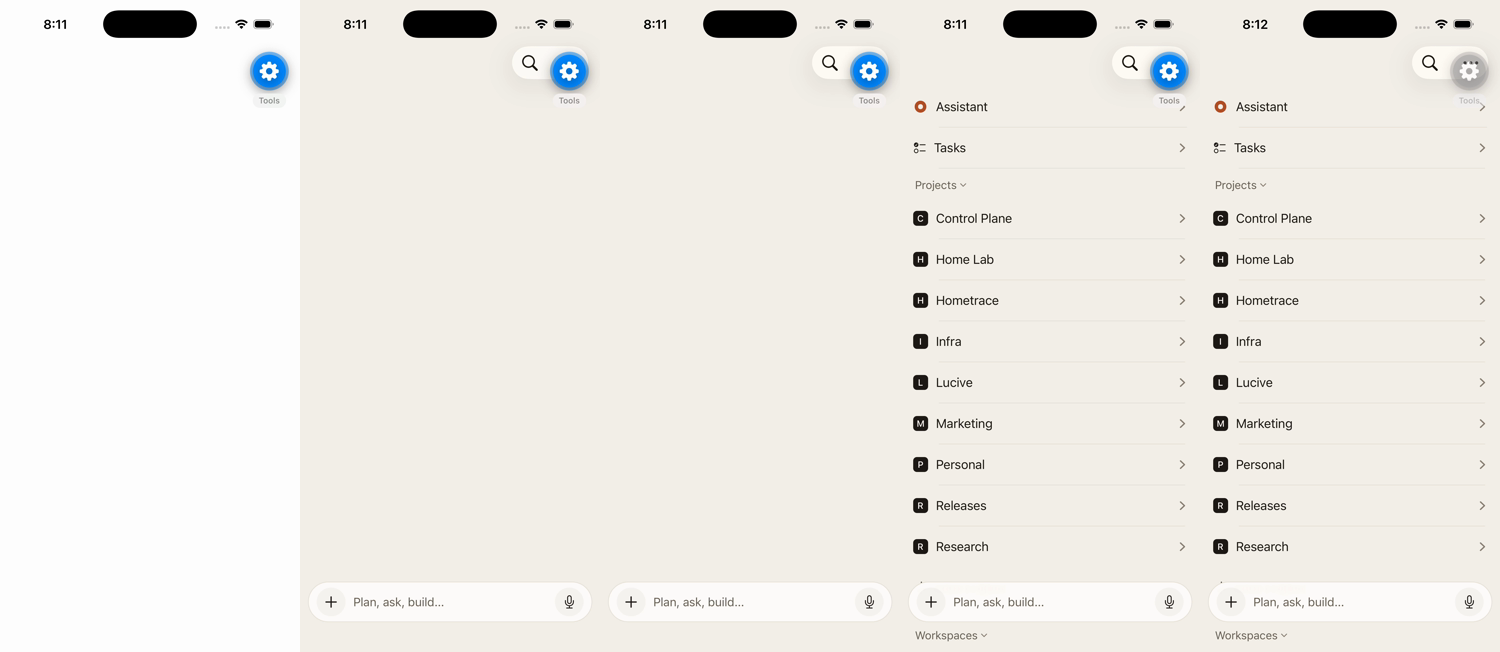 8:11
Tools
8:11
Tools
Plan, ask, build...
8:11
Tools
Plan, ask, build...
8:11
Tools
Assistant
Tasks
Projects
C Control Plane
H Home Lab
H Hometrace
I Infra
L Lucive
M Marketing
P Personal
R Releases
R Research
Plan, ask, build...
Workspaces
8:12
Tools
Assistant
Tasks
Projects
C Control Plane
H Home Lab
H Hometrace
I Infra
L Lucive
M Marketing
P Personal
R Releases
R Research
Plan, ask, build...
Workspaces